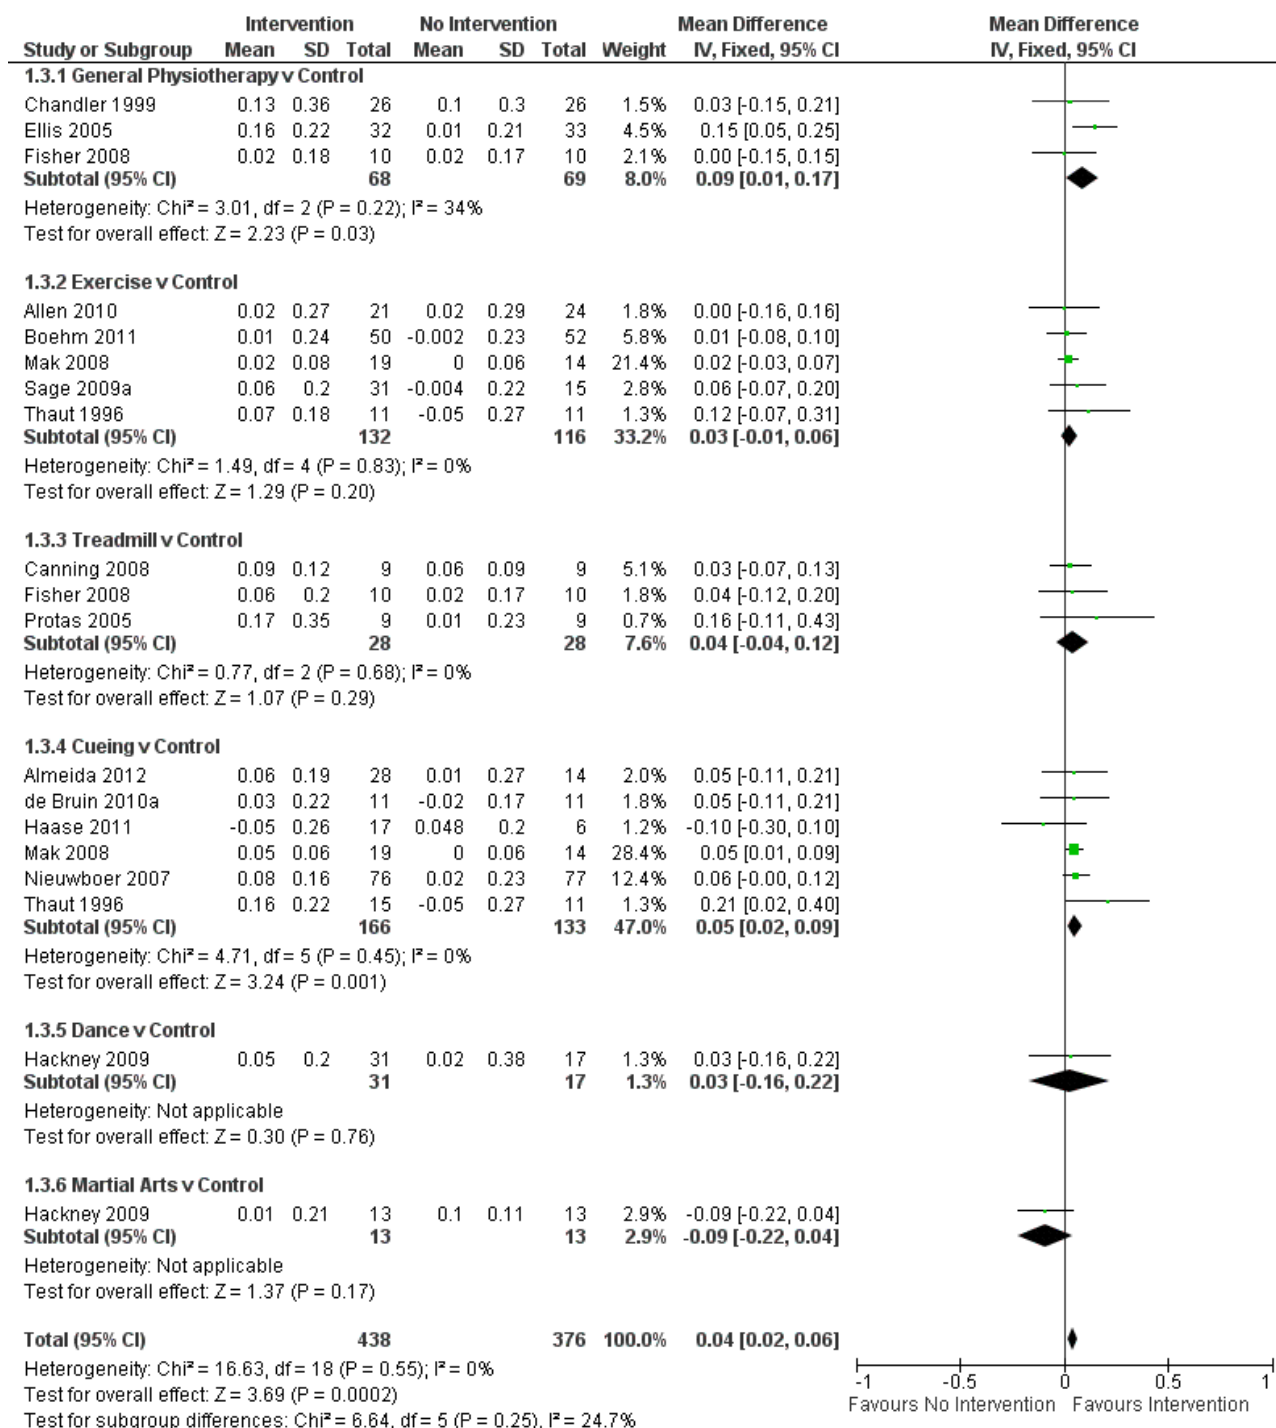 Intervention No Intervention Mean Difference Mean Difference
Study or Subgroup Mean SD Total Mean SD Total Weight IV, Fixed, 95% CI IV, Fixed, 95% CI
1.3.1 General Physiotherapy v Control
Chandler 1999 0.13 0.36 26 0.1 0.3 26 1.5% 0.03 [-0.15, 0.21]
Ellis 2005 0.16 0.22 32 0.01 0.21 33 4.5% 0.15 [0.05, 0.25]
Fisher 2008 0.02 0.18 10 0.02 0.17 10 2.1% 0.00 [-0.15, 0.15]
Subtotal (95% CI) 68 69 8.0% 0.09 [0.01, 0.17]
Heterogeneity: Chi² = 3.01, df = 2 (P = 0.22); I² = 34%
Test for overall effect: Z = 2.23 (P = 0.03)
1.3.2 Exercise v Control
Allen 2010 0.02 0.27 21 0.02 0.29 24 1.8% 0.00 [-0.16, 0.16]
Boehm 2011 0.01 0.24 50 -0.002 0.23 52 5.8% 0.01 [-0.08, 0.10]
Mak 2008 0.02 0.08 19 0 0.06 14 21.4% 0.02 [-0.03, 0.07]
Sage 2009a 0.06 0.2 31 -0.004 0.22 15 2.8% 0.06 [-0.07, 0.20]
Thaut 1996 0.07 0.18 11 -0.05 0.27 11 1.3% 0.12 [-0.07, 0.31]
Subtotal (95% CI) 132 116 33.2% 0.03 [-0.01, 0.06]
Heterogeneity: Chi² = 1.49, df = 4 (P = 0.83); I² = 0%
Test for overall effect: Z = 1.29 (P = 0.20)
1.3.3 Treadmill v Control
Canning 2008 0.09 0.12 9 0.06 0.09 9 5.1% 0.03 [-0.07, 0.13]
Fisher 2008 0.06 0.2 10 0.02 0.17 10 1.8% 0.04 [-0.12, 0.20]
Protas 2005 0.17 0.35 9 0.01 0.23 9 0.7% 0.16 [-0.11, 0.43]
Subtotal (95% CI) 28 28 7.6% 0.04 [-0.04, 0.12]
Heterogeneity: Chi² = 0.77, df = 2 (P = 0.68); I² = 0%
Test for overall effect: Z = 1.07 (P = 0.29)
1.3.4 Cueing v Control
Almeida 2012 0.06 0.19 28 0.01 0.27 14 2.0% 0.05 [-0.11, 0.21]
de Bruin 2010a 0.03 0.22 11 -0.02 0.17 11 1.8% 0.05 [-0.11, 0.21]
Haase 2011 -0.05 0.26 17 0.048 0.2 6 1.2% -0.10 [-0.30, 0.10]
Mak 2008 0.05 0.06 19 0 0.06 14 28.4% 0.05 [0.01, 0.09]
Nieuwboer 2007 0.08 0.16 76 0.02 0.23 77 12.4% 0.06 [-0.00, 0.12]
Thaut 1996 0.16 0.22 15 -0.05 0.27 11 1.3% 0.21 [0.02, 0.40]
Subtotal (95% CI) 166 133 47.0% 0.05 [0.02, 0.09]
Heterogeneity: Chi² = 4.71, df = 5 (P = 0.45); I² = 0%
Test for overall effect: Z = 3.24 (P = 0.001)
1.3.5 Dance v Control
Hackney 2009 0.05 0.2 31 0.02 0.38 17 1.3% 0.03 [-0.16, 0.22]
Subtotal (95% CI) 31 17 1.3% 0.03 [-0.16, 0.22]
Heterogeneity: Not applicable
Test for overall effect: Z = 0.30 (P = 0.76)
1.3.6 Martial Arts v Control
Hackney 2009 0.01 0.21 13 0.1 0.11 13 2.9% -0.09 [-0.22, 0.04]
Subtotal (95% CI) 13 13 2.9% -0.09 [-0.22, 0.04]
Heterogeneity: Not applicable
Test for overall effect: Z = 1.37 (P = 0.17)
Total (95% CI) 438 376 100.0% 0.04 [0.02, 0.06]
Heterogeneity: Chi² = 16.63, df = 18 (P = 0.55); I² = 0%
Test for overall effect: Z = 3.69 (P = 0.0002)
Test for subgroup differences: Chi² = 6.64, df = 5 (P = 0.25), I² = 24.7%
-1 -0.5 0 0.5 1
Favours No Intervention Favours Intervention